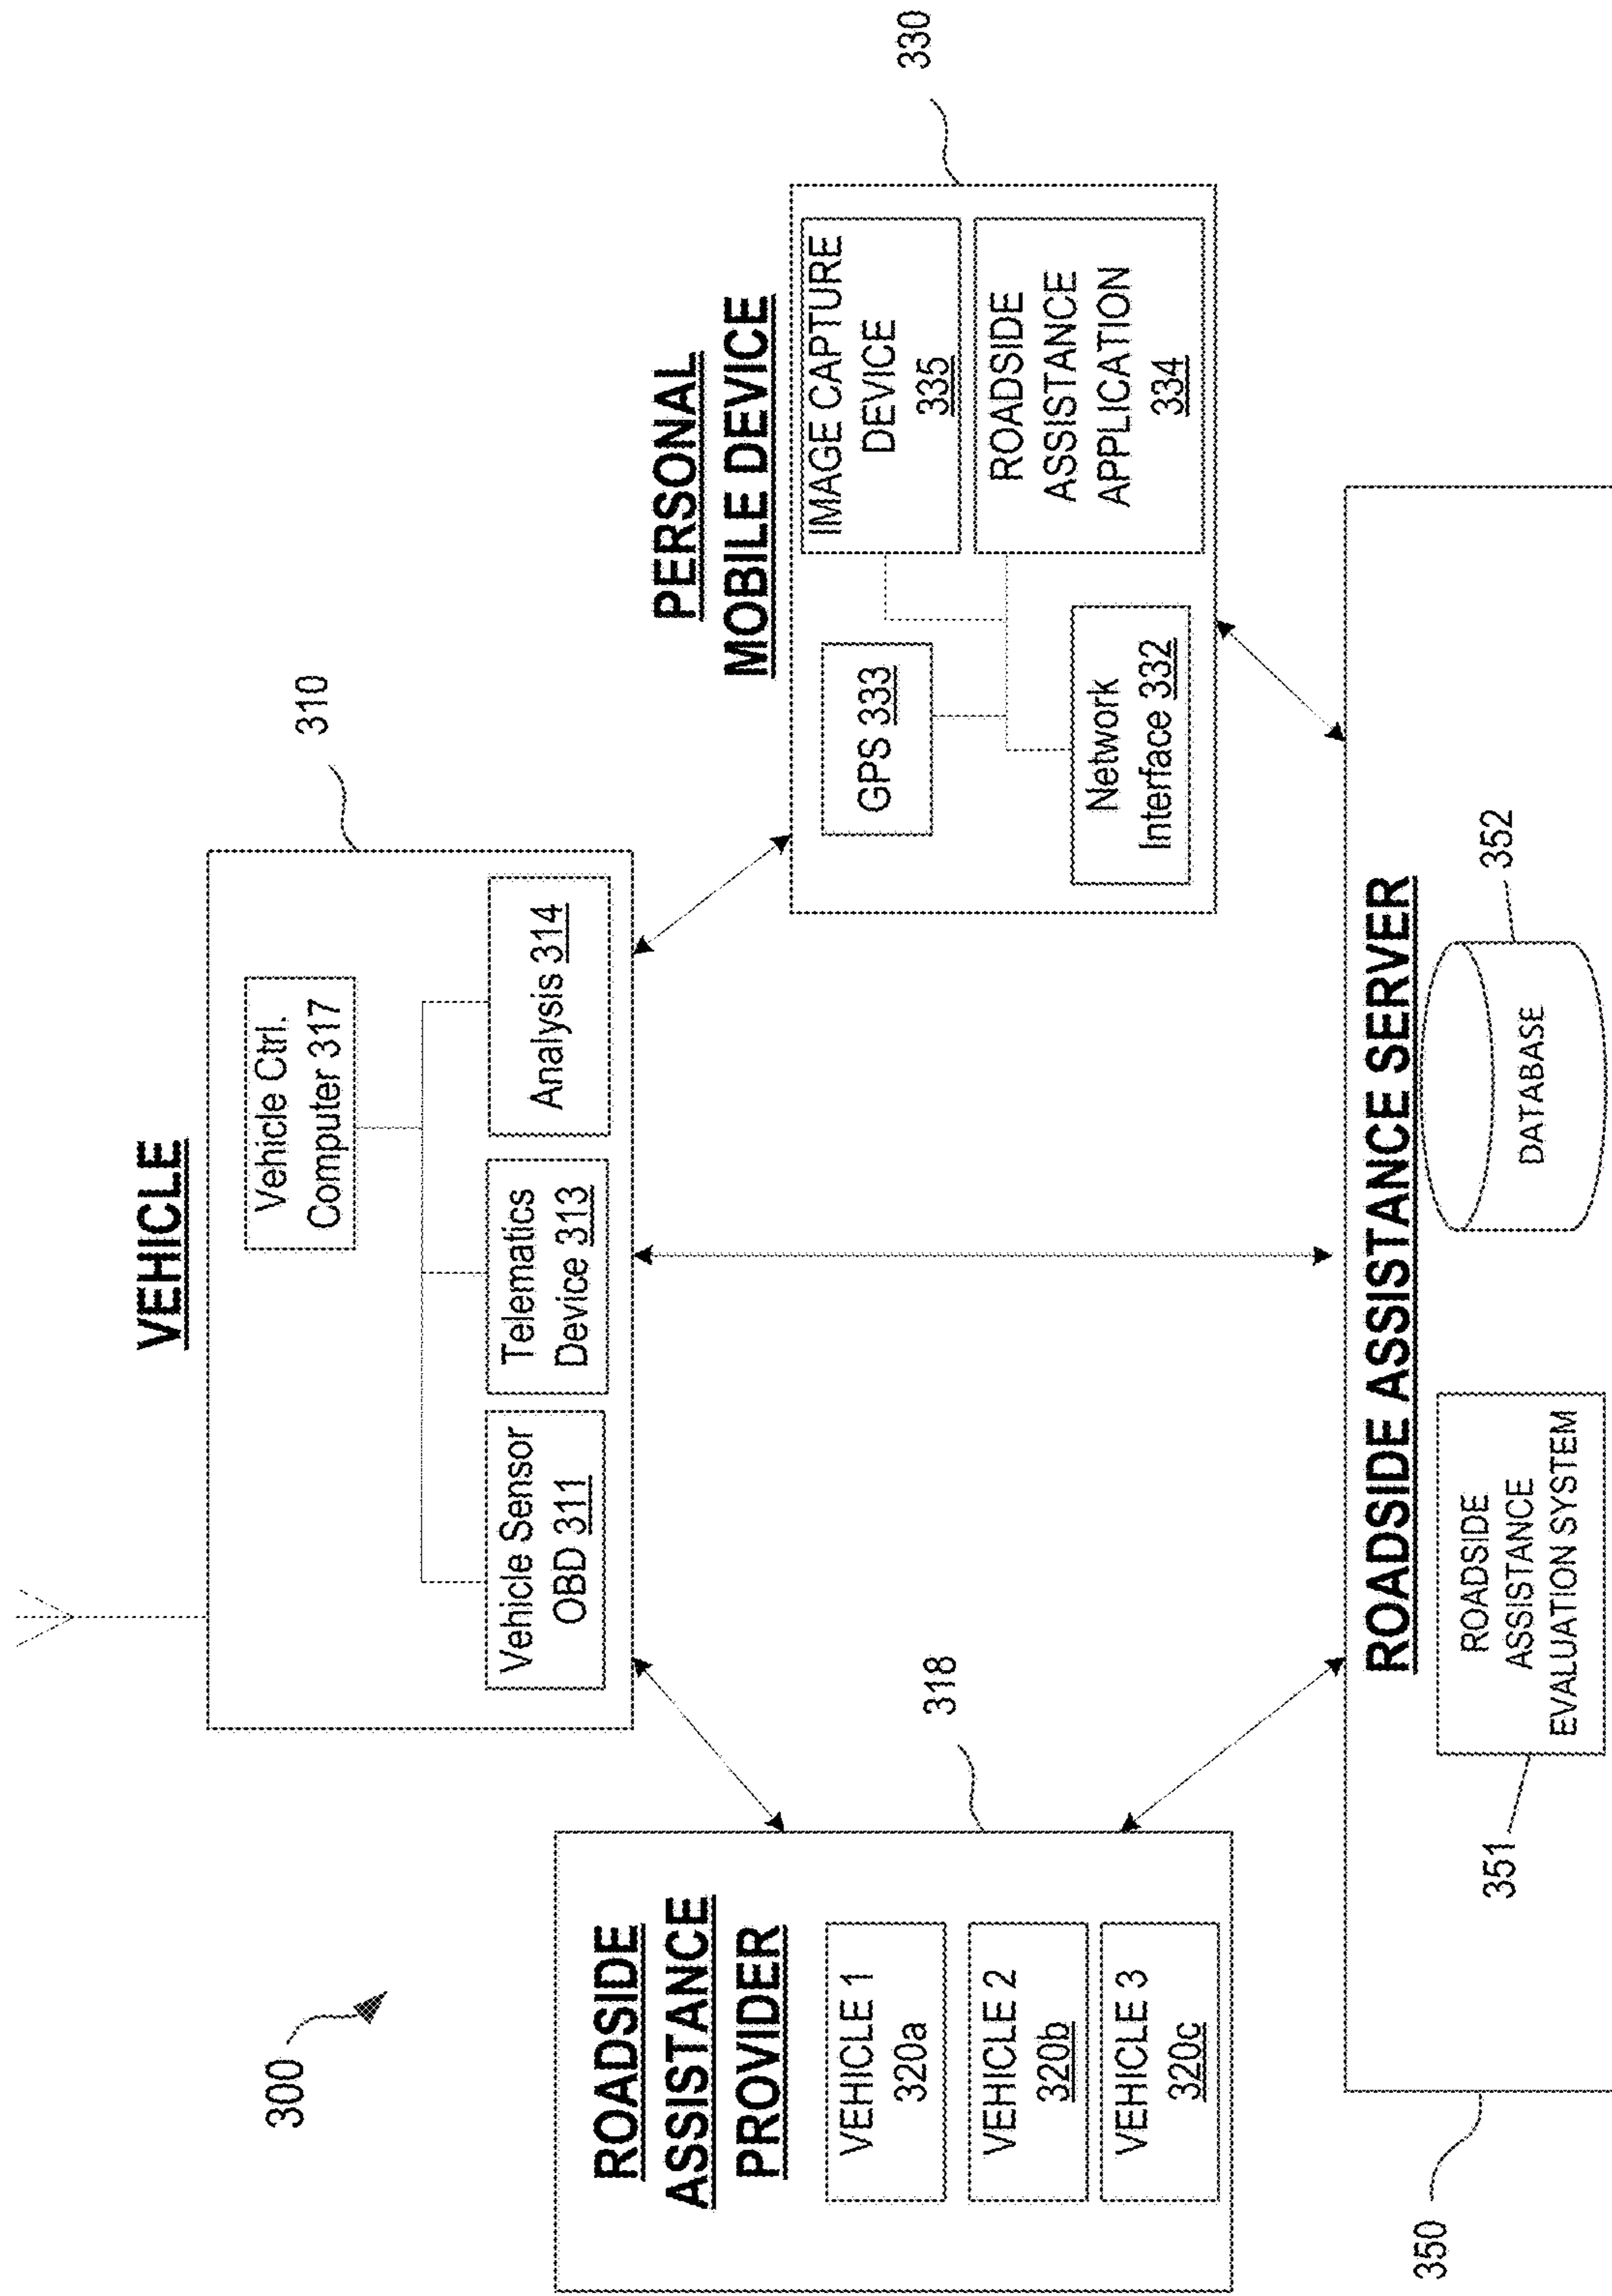 300
VEHICLE
310
Vehicle Ctrl.
Computer 317
Vehicle Sensor
OBD 311
Telematics
Device 313
Analysis 314
ROADSIDE
ASSISTANCE
PROVIDER
318
VEHICLE 1
320a
VEHICLE 2
320b
VEHICLE 3
320c
PERSONAL
MOBILE DEVICE
330
GPS 333
IMAGE CAPTURE
DEVICE
335
Network
Interface 332
ROADSIDE
ASSISTANCE
APPLICATION
334
ROADSIDE ASSISTANCE SERVER
350
351
ROADSIDE
ASSISTANCE
EVALUATION SYSTEM
DATABASE
352